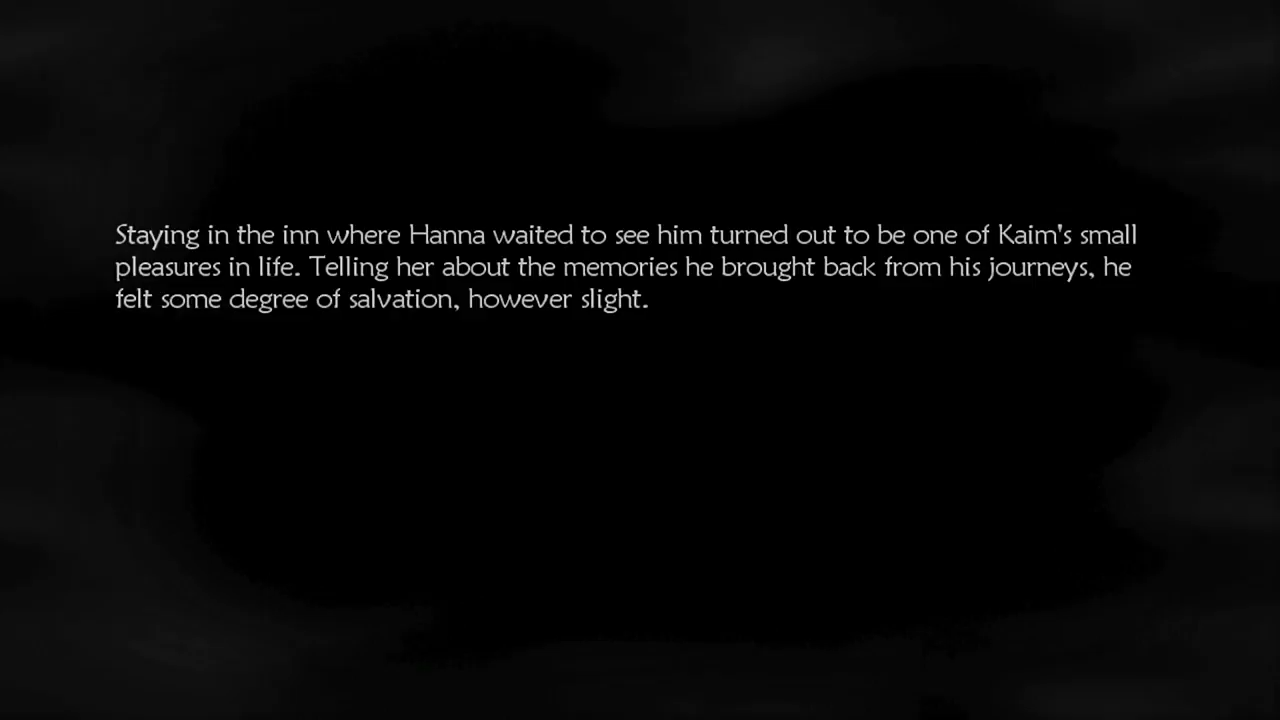 Staying in the inn where Hanna waited to see him turned out to be one of Kaim's small
pleasures in life. Telling her about the memories he brought back from his journeys, he
felt some degree of salvation, however slight.